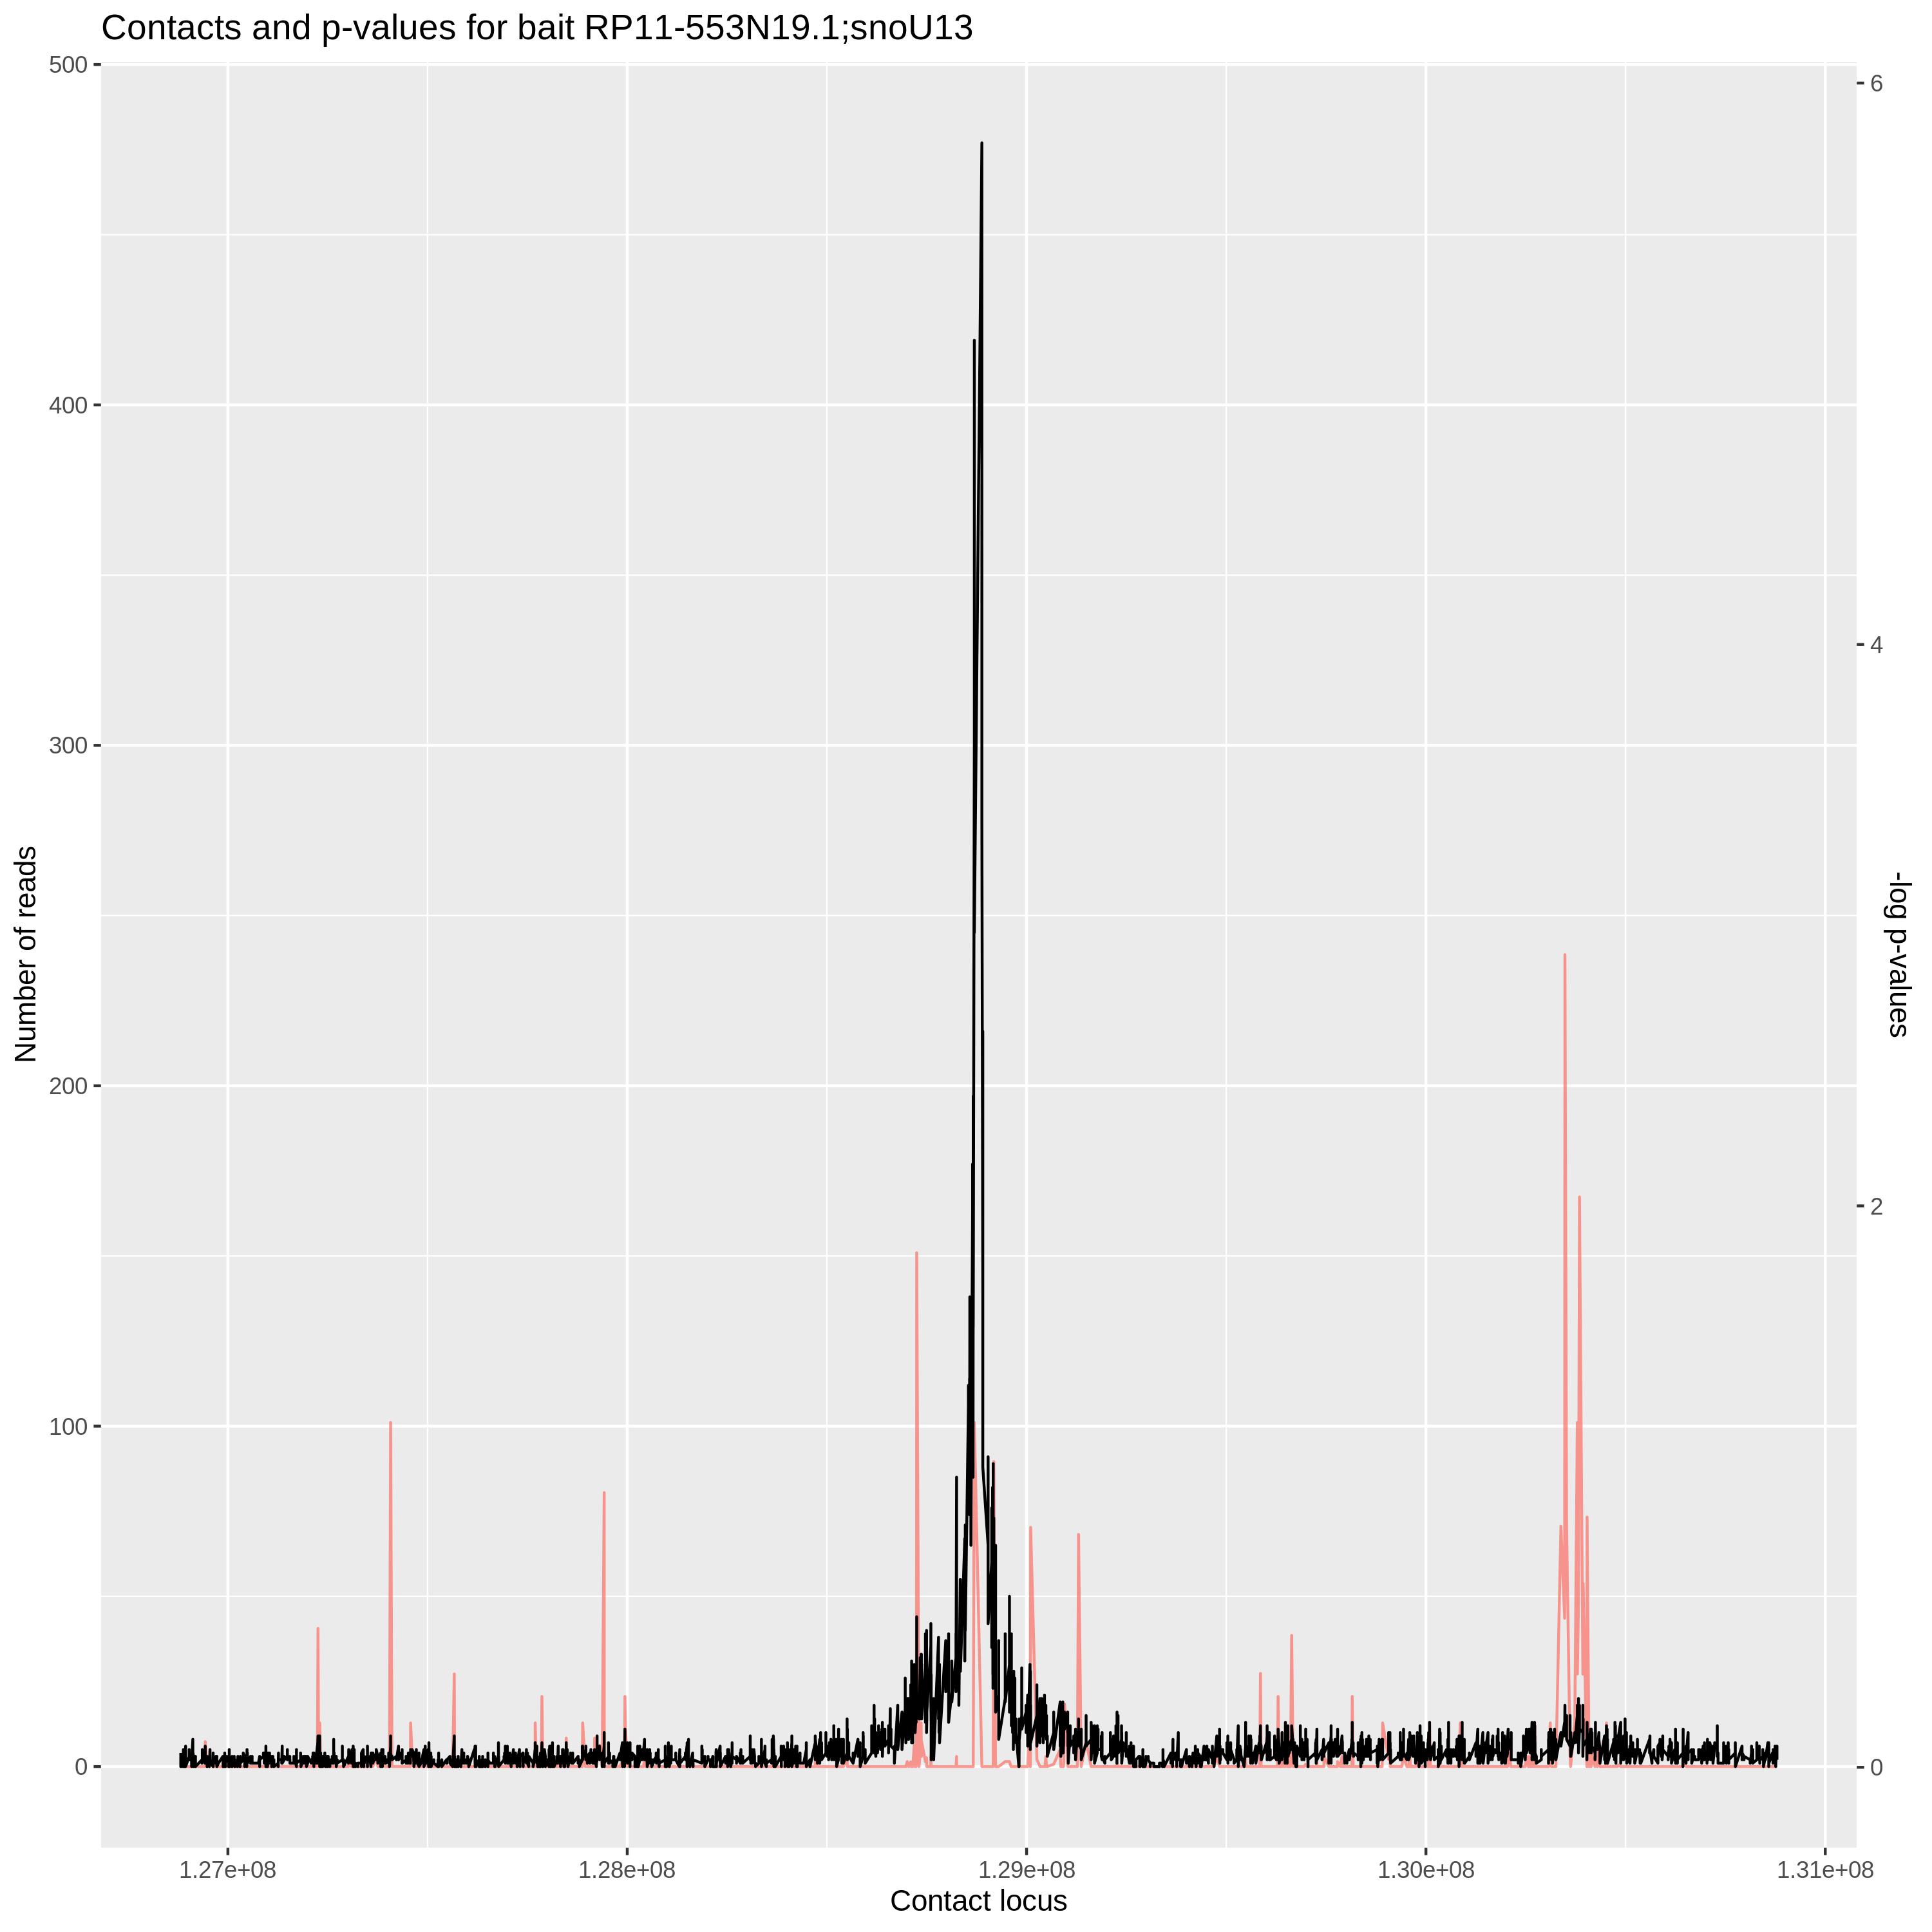 Contacts and p-values for bait RP11-553N19.1;snoU13
500
400
300
200
100
0
Number of reads
6
4
2
0
-log p-values
1.27e+08 1.28e+08 1.29e+08 1.30e+08 1.31e+08
Contact locus